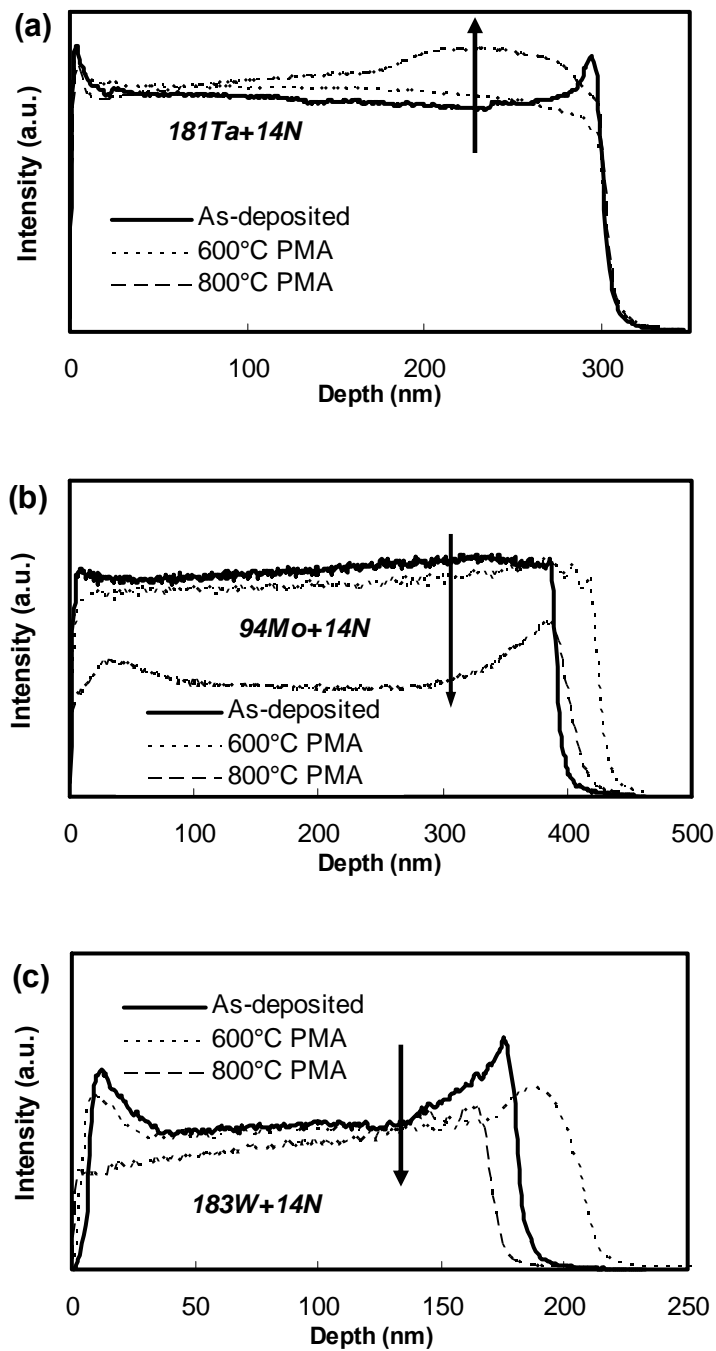 (a)
Intensity (a.u.)
181Ta+14N
As-deposited
600°C PMA
800°C PMA
0 100 200 300
Depth (nm)
(b)
Intensity (a.u.)
94Mo+14N
As-deposited
600°C PMA
800°C PMA
0 100 200 300 400 500
Depth (nm)
(c)
Intensity (a.u.)
As-deposited
600°C PMA
800°C PMA
183W+14N
0 50 100 150 200 250
Depth (nm)